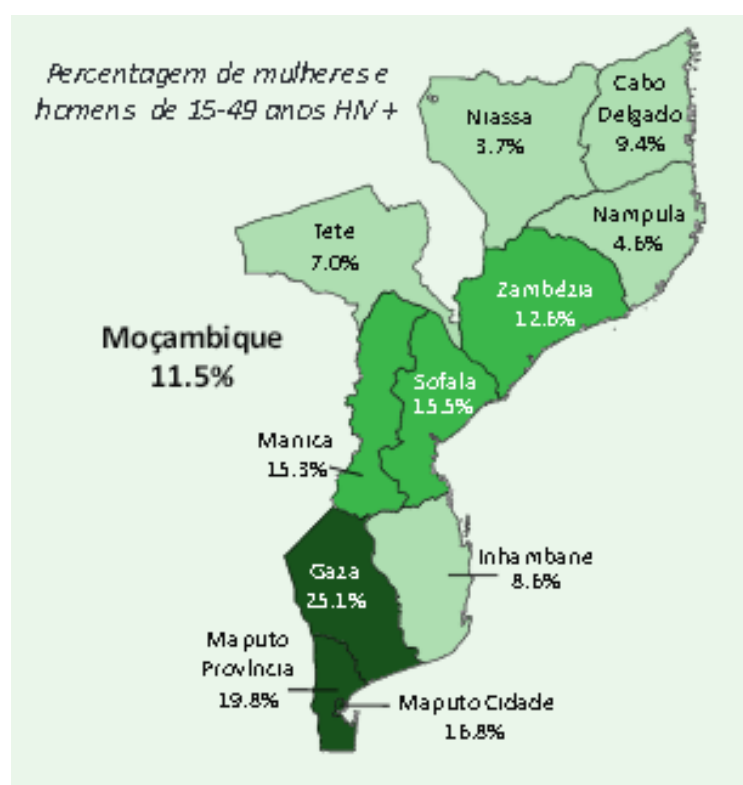 Percentagem de mulheres e
homens de 15-49 anos HIV +
Cabo
Delgado
9.4%
Niassa
3.7%
Nampula
4.6%
Tete
7.0%
Zambézia
12.6%
Moçambique
11.5%
Sofala
15.5%
Manica
15.3%
Inhambane
8.6%
Gaza
25.1%
Maputo
Província
19.8%
Maputo Cidade
16.8%